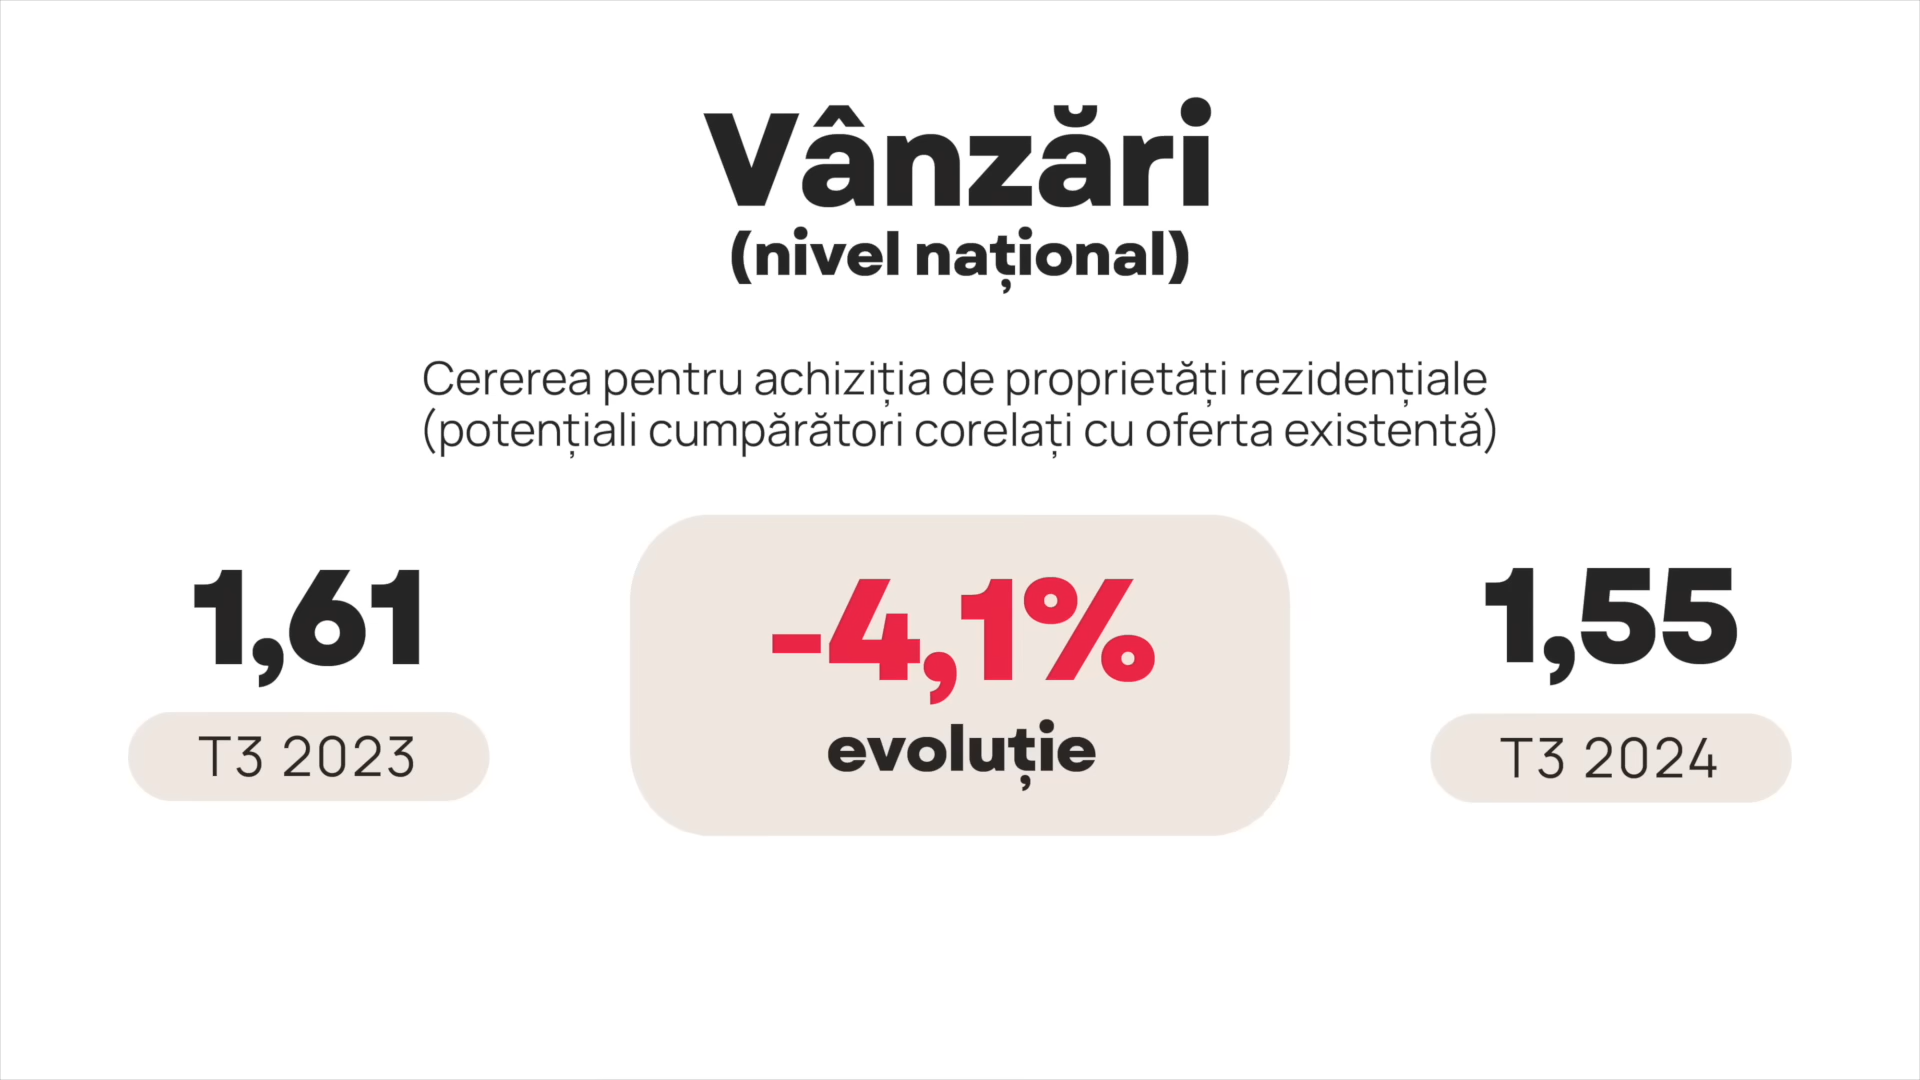 Vânzări
(nivel național)
Cererea pentru achiziția de proprietăți rezidențiale
(potențiali cumpărători corelați cu oferta existentă)
1,61
T3 2023
-4,1%
evoluție
1,55
T3 2024